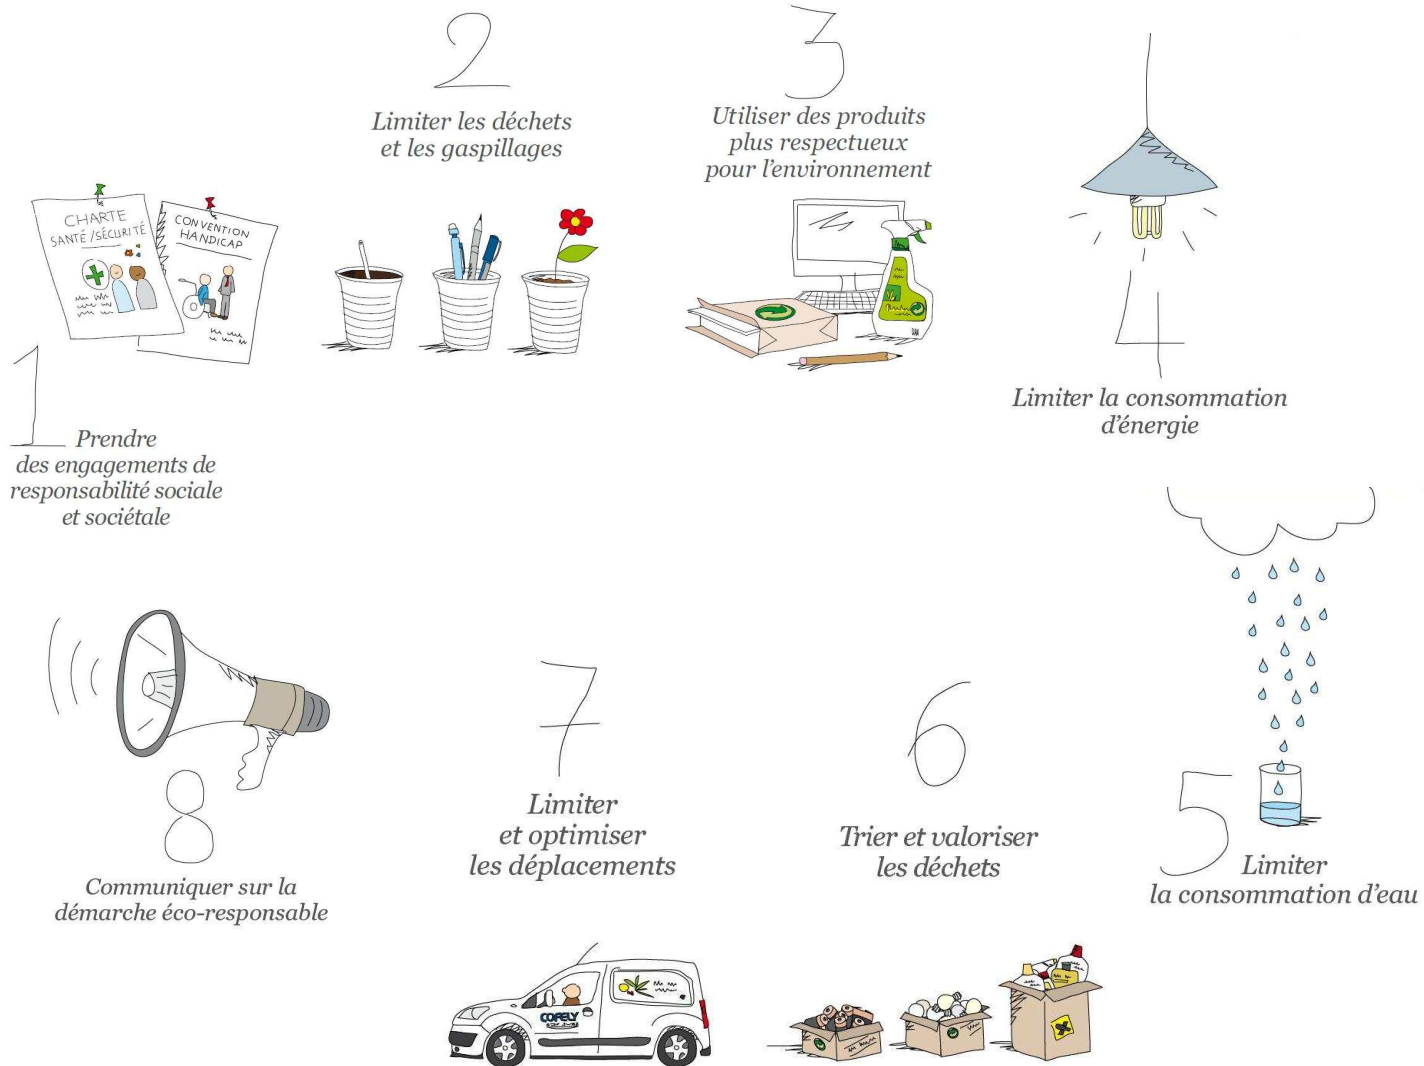 1
Prendre
des engagements de
responsabilité sociale
et sociétale
CHARTE
SANTÉ/SÉCURITÉ
CONVENTION
HANDICAP
2
Limiter les déchets
et les gaspillages
3
Utiliser des produits
plus respectueux
pour l'environnement
4
Limiter la consommation
d'énergie
5
Limiter
la consommation d'eau
6
Trier et valoriser
les déchets
7
Limiter
et optimiser
les déplacements
COFELY
8
Communiquer sur la
démarche éco-responsable